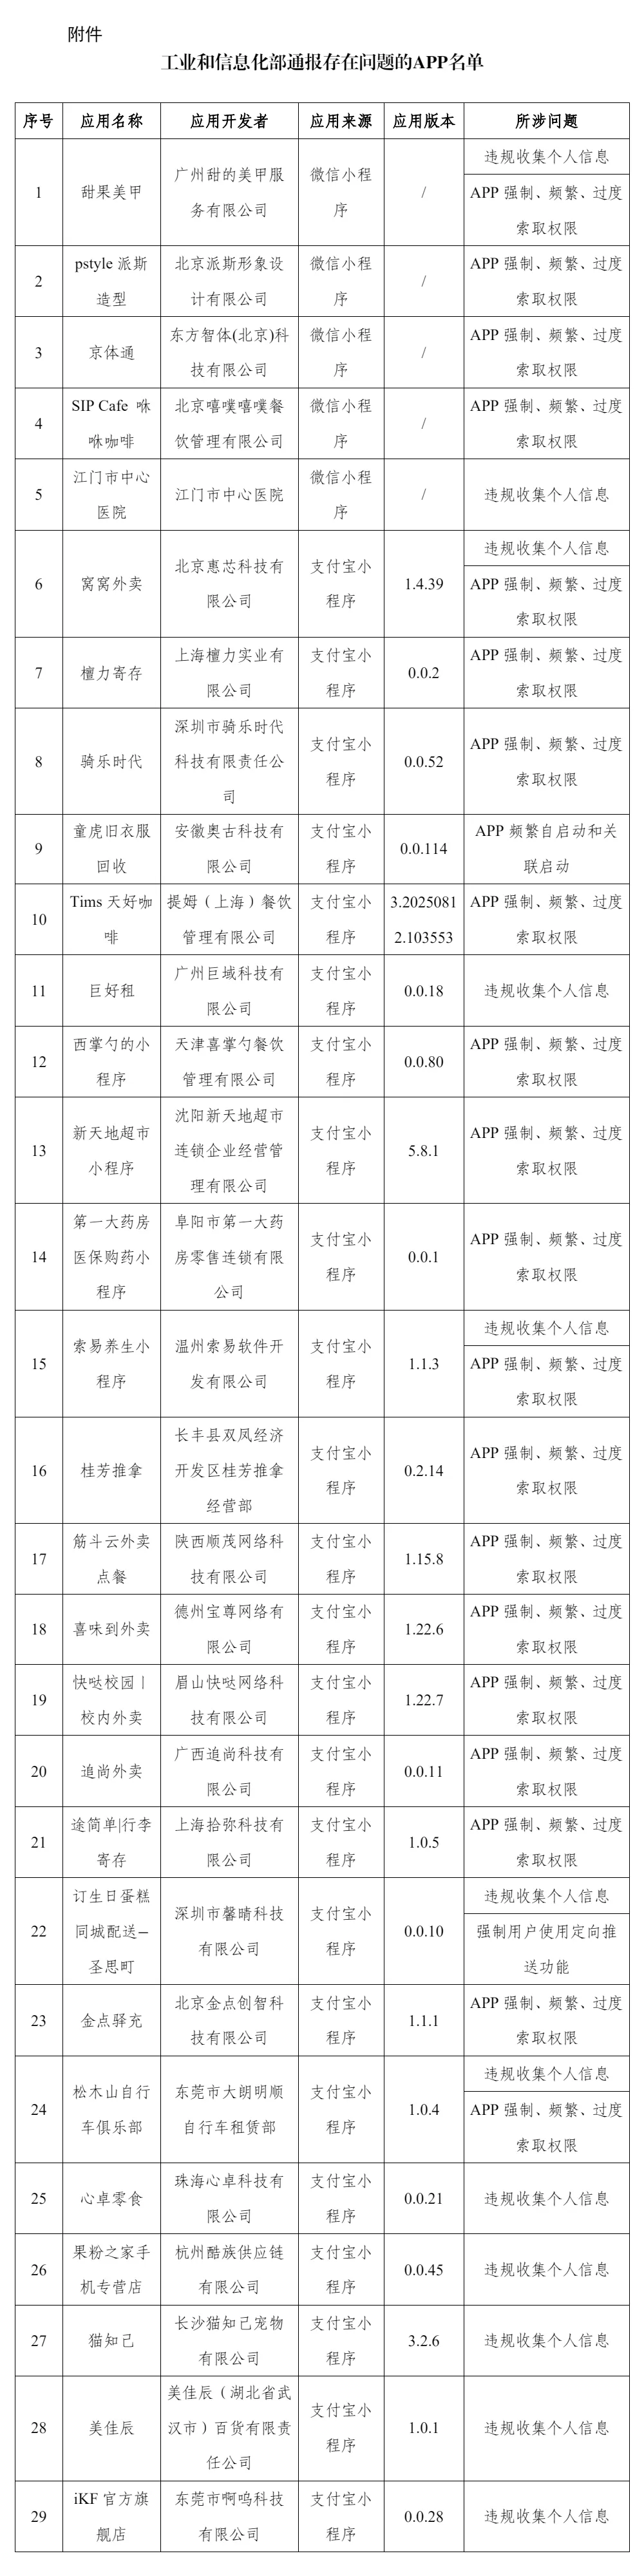 附件
工业和信息化部通报存在问题的APP名单
序号 应用名称 应用开发者 应用来源 应用版本 所涉问题
1 甜果美甲 广州甜的美甲服务有限公司 微信小程序 / 违规收集个人信息
APP 强制、频繁、过度索取权限
2 pstyle 派斯造型 北京派斯形象设计有限公司 微信小程序 / APP 强制、频繁、过度索取权限
3 京体通 东方智体(北京)科技有限公司 微信小程序 / APP 强制、频繁、过度索取权限
4 SIP Cafe 咻咻咖啡 北京嘻噗嘻噗餐饮管理有限公司 微信小程序 / APP 强制、频繁、过度索取权限
5 江门市中心医院 江门市中心医院 微信小程序 / 违规收集个人信息
6 窝窝外卖 北京惠芯科技有限公司 支付宝小程序 1.4.39 违规收集个人信息
APP 强制、频繁、过度索取权限
7 檀力寄存 上海檀力实业有限公司 支付宝小程序 0.0.2 APP 强制、频繁、过度索取权限
8 骑乐时代 深圳市骑乐时代科技有限责任公司 支付宝小程序 0.0.52 APP 强制、频繁、过度索取权限
9 童虎旧衣服回收 安徽奥古科技有限公司 支付宝小程序 0.0.114 APP 频繁自启动和关联启动
10 Tims 天好咖啡 提姆（上海）餐饮管理有限公司 支付宝小程序 3.20250812.103553 APP 强制、频繁、过度索取权限
11 巨好租 广州巨域科技有限公司 支付宝小程序 0.0.18 违规收集个人信息
12 西掌勺的小程序 天津喜掌勺餐饮管理有限公司 支付宝小程序 0.0.80 APP 强制、频繁、过度索取权限
13 新天地超市小程序 沈阳新天地超市连锁企业经营管理有限公司 支付宝小程序 5.8.1 APP 强制、频繁、过度索取权限
14 第一大药房医保购药小程序 阜阳市第一大药房零售连锁有限公司 支付宝小程序 0.0.1 APP 强制、频繁、过度索取权限
15 索易养生小程序 温州索易软件开发有限公司 支付宝小程序 1.1.3 违规收集个人信息
APP 强制、频繁、过度索取权限
16 桂芳推拿 长丰县双凤经济开发区桂芳推拿经营部 支付宝小程序 0.2.14 APP 强制、频繁、过度索取权限
17 筋斗云外卖点餐 陕西顺茂网络科技有限公司 支付宝小程序 1.15.8 APP 强制、频繁、过度索取权限
18 喜味到外卖 德州宝尊网络有限公司 支付宝小程序 1.22.6 APP 强制、频繁、过度索取权限
19 快哒校园丨校内外卖 眉山快哒网络科技有限公司 支付宝小程序 1.22.7 APP 强制、频繁、过度索取权限
20 追尚外卖 广西追尚科技有限公司 支付宝小程序 0.0.11 APP 强制、频繁、过度索取权限
21 途简单|行李寄存 上海拾弥科技有限公司 支付宝小程序 1.0.5 APP 强制、频繁、过度索取权限
22 订生日蛋糕同城配送—圣思町 深圳市馨晴科技有限公司 支付宝小程序 0.0.10 违规收集个人信息
强制用户使用定向推送功能
23 金点驿充 北京金点创智科技有限公司 支付宝小程序 1.1.1 APP 强制、频繁、过度索取权限
24 松木山自行车俱乐部 东莞市大朗明顺自行车租赁部 支付宝小程序 1.0.4 违规收集个人信息
APP 强制、频繁、过度索取权限
25 心卓零食 珠海心卓科技有限公司 支付宝小程序 0.0.21 违规收集个人信息
26 果粉之家手机专营店 杭州酷族供应链有限公司 支付宝小程序 0.0.45 违规收集个人信息
27 猫知己 长沙猫知己宠物有限公司 支付宝小程序 3.2.6 违规收集个人信息
28 美佳辰 美佳辰（湖北省武汉市）百货有限责任公司 支付宝小程序 1.0.1 违规收集个人信息
29 iKF 官方旗舰店 东莞市啊呜科技有限公司 支付宝小程序 0.0.28 违规收集个人信息